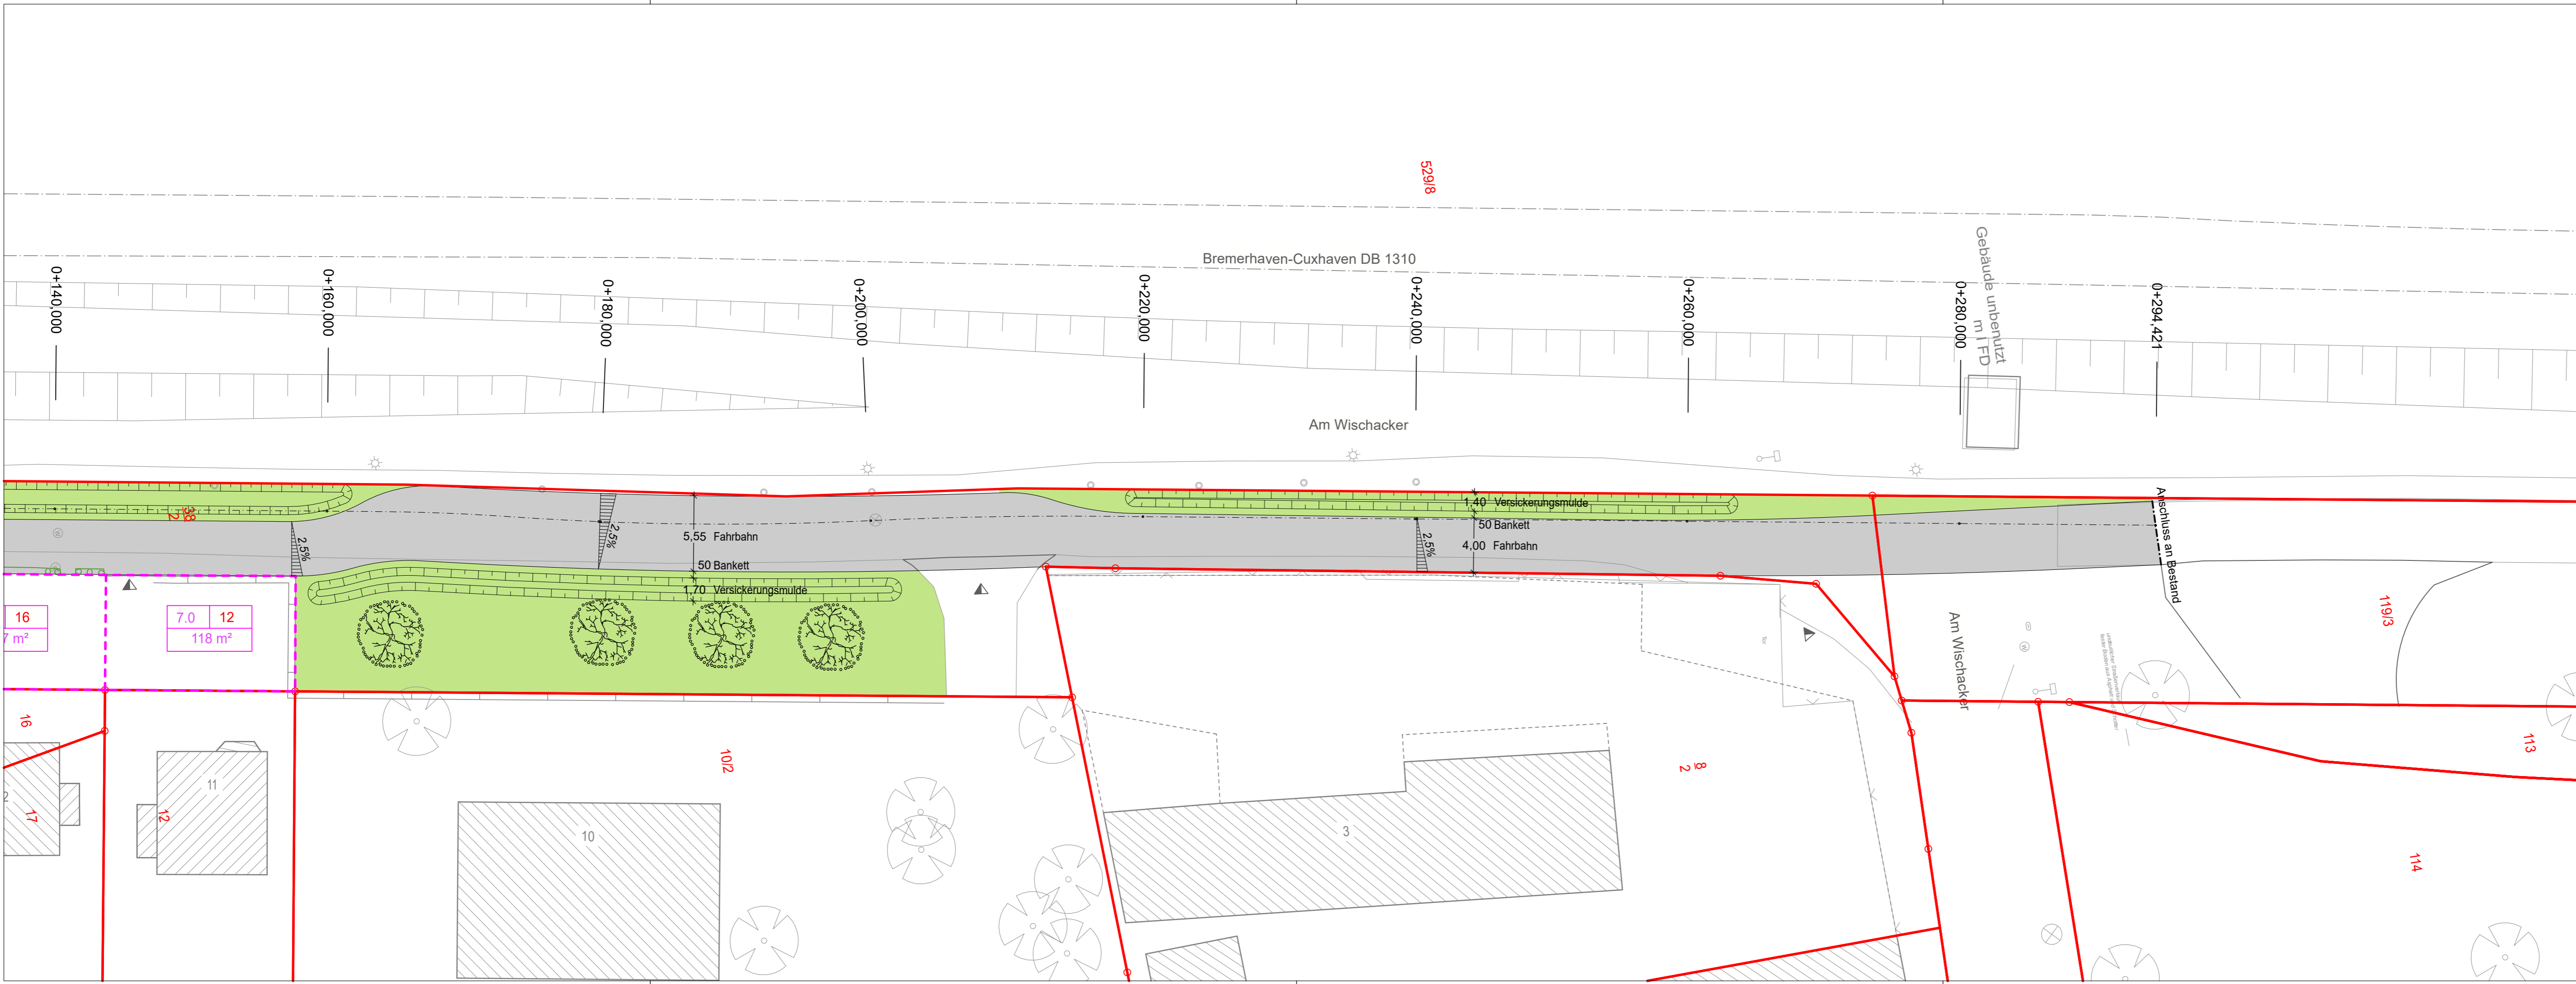 529/8
Bremerhaven-Cuxhaven DB 1310
Gebäude unbenutzt
m I FD
0+140,000
0+160,000
0+180,000
0+200,000
0+220,000
0+240,000
0+260,000
0+280,000
0+294,421
Am Wischacker
38
2
2,5%
2,5%
5,55 Fahrbahn
50 Bankett
1,70 Versickerungsmulde
1,40 Versickerungsmulde
50 Bankett
4,00 Fahrbahn
2,5%
Anschluss an Bestand
16
7 m²
7.0 12
118 m²
Am Wischacker
119/3
16
17
2
11
12
10
10/2
3
8
2
113
114